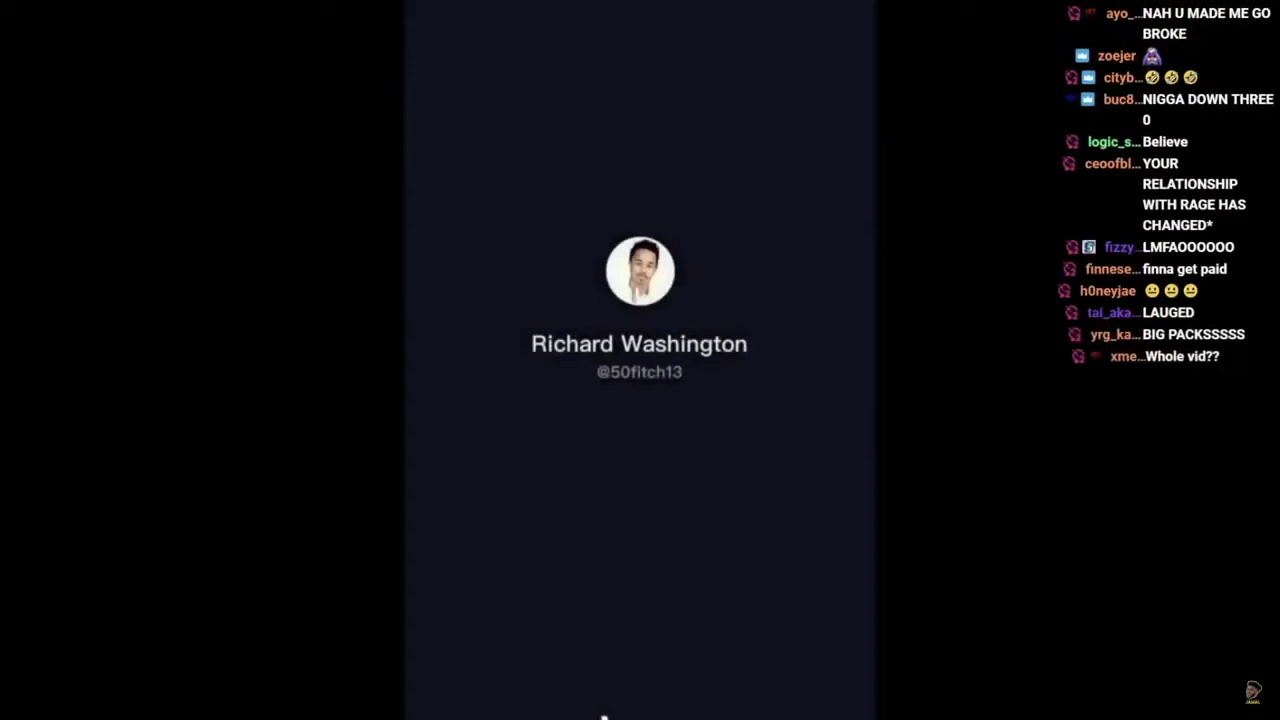 Richard Washington
@50fitch13
ayo_…NAH U MADE ME GO
BROKE
zoejer
cityb…
buc8…NIGGA DOWN THREE
0
logic_s…Believe
ceoofbl…YOUR
RELATIONSHIP
WITH RAGE HAS
CHANGED*
fizzy…LMFAOOOOOO
finnese…finna get paid
h0neyjae
tai_aka…LAUGED
yrg_ka…BIG PACKSSSSS
xme…Whole vid??